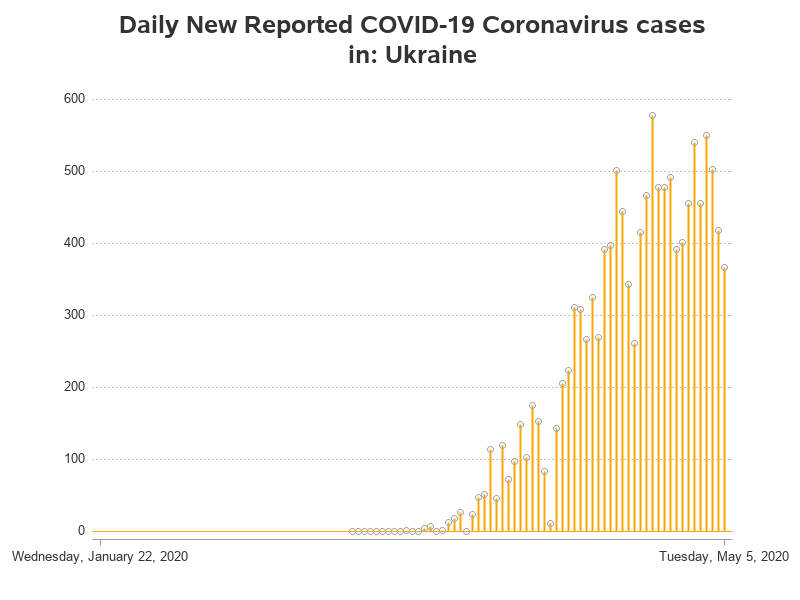 Daily New Reported COVID-19 Coronavirus cases
in: Ukraine
600
500
400
300
200
100
0
Wednesday, January 22, 2020
Tuesday, May 5, 2020